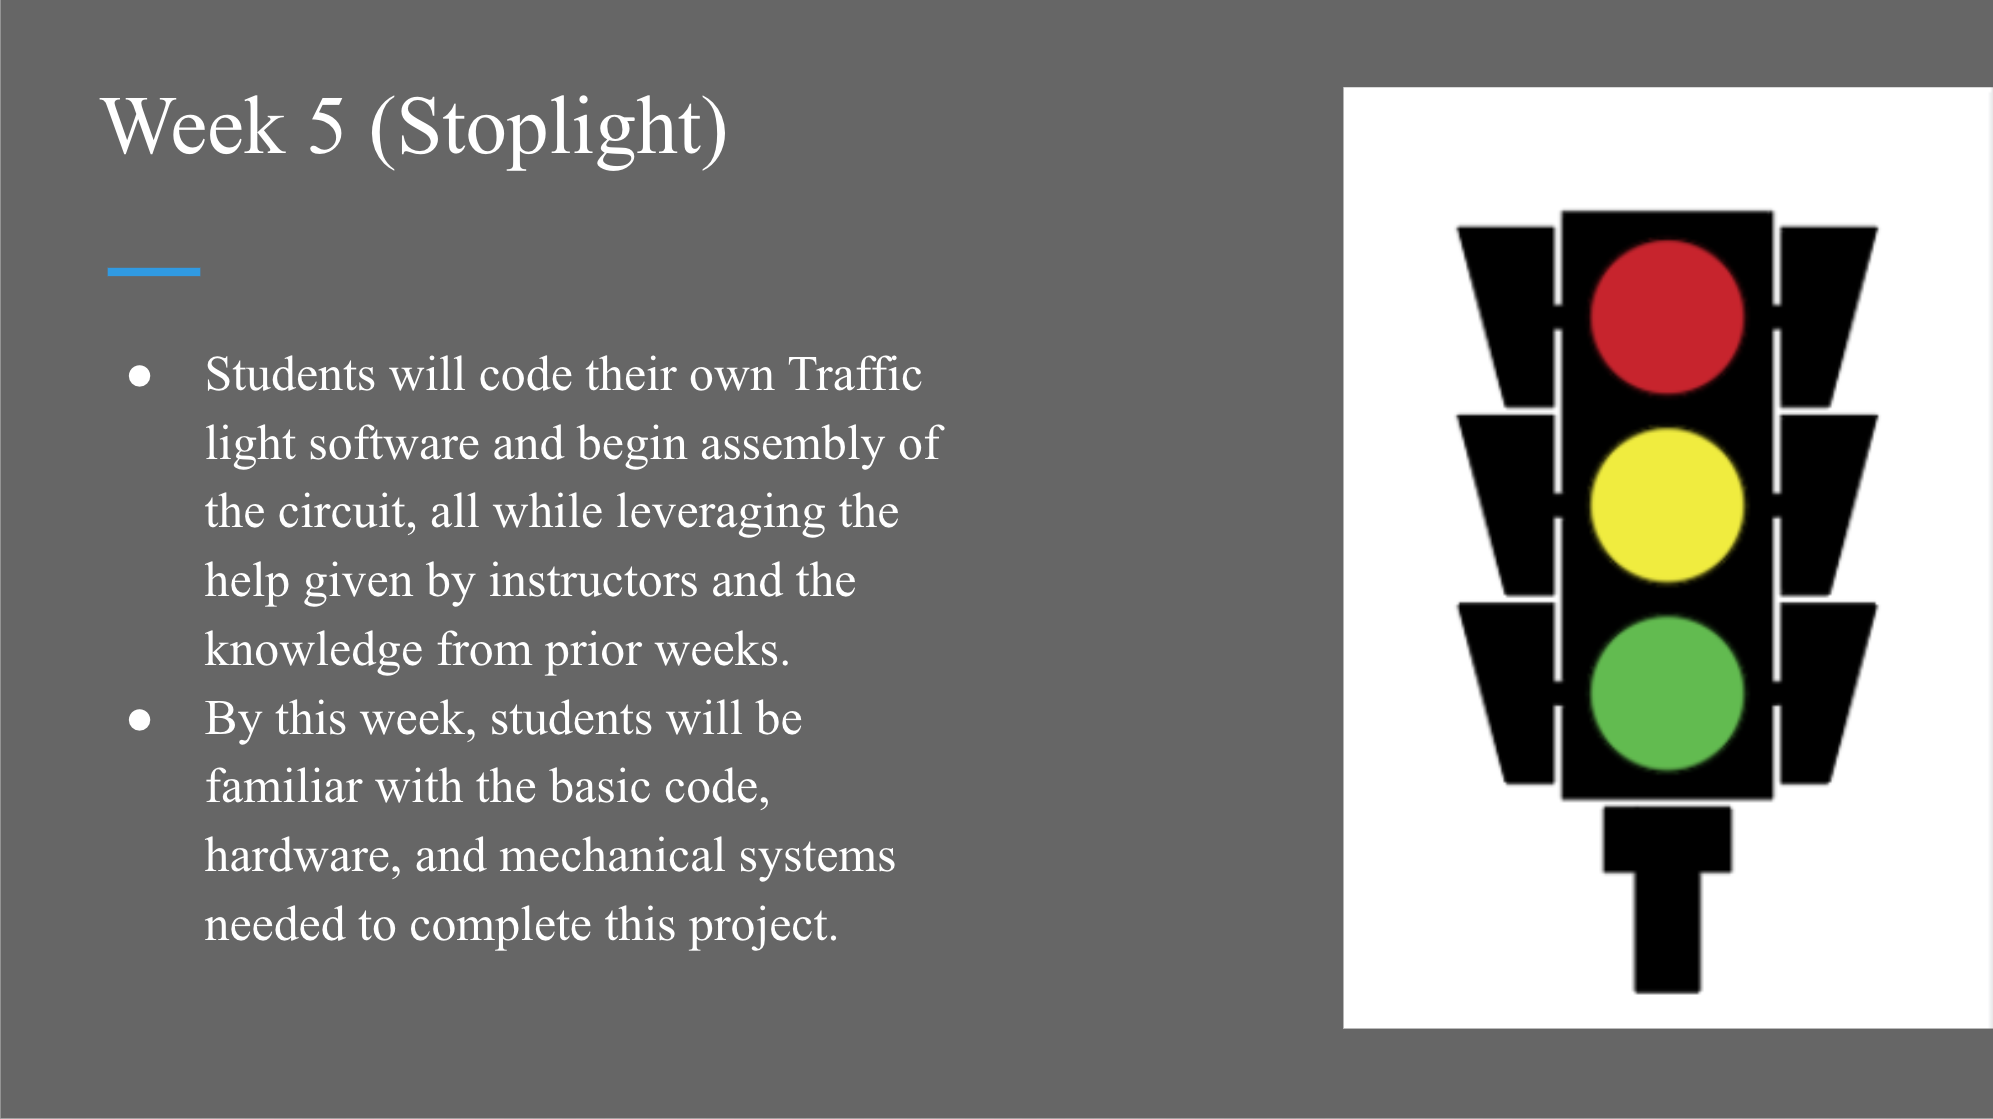 Week 5 (Stoplight)
● Students will code their own Traffic
light software and begin assembly of
the circuit, all while leveraging the
help given by instructors and the
knowledge from prior weeks.
● By this week, students will be
familiar with the basic code,
hardware, and mechanical systems
needed to complete this project.